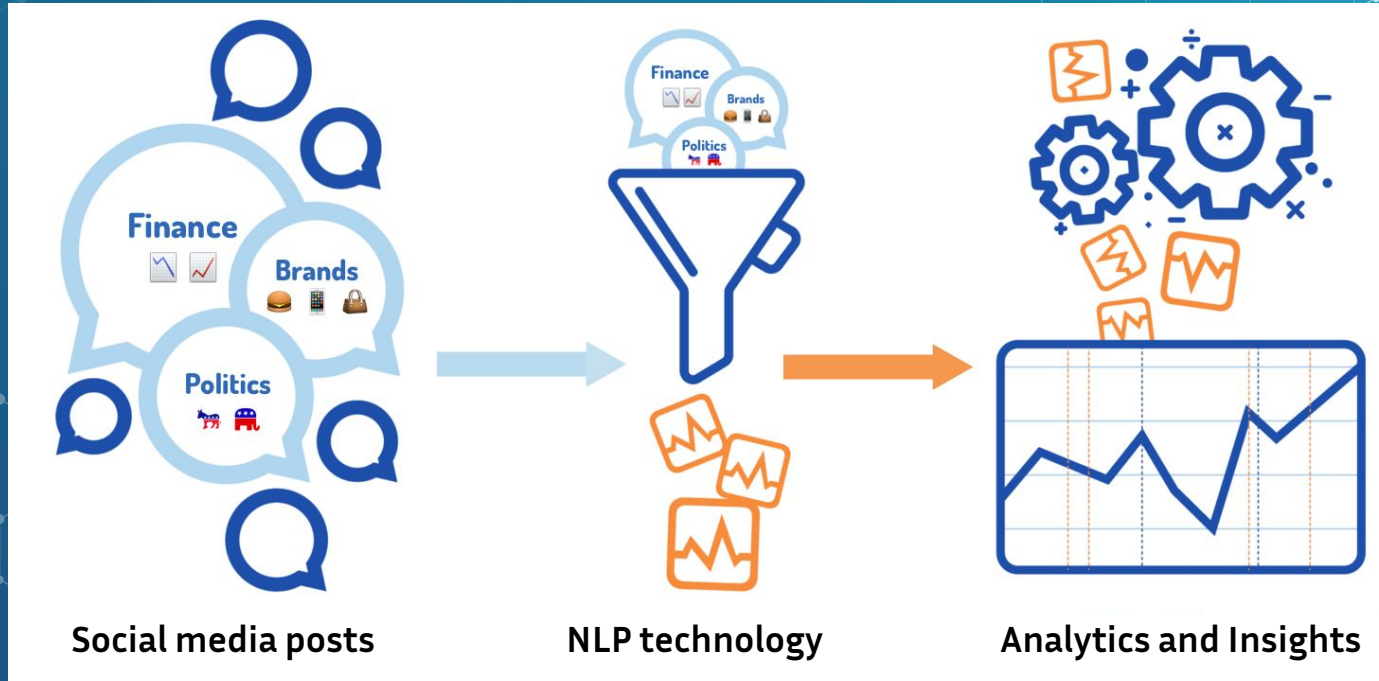 Finance
Brands
Politics
Finance
Brands
Politics
Social media posts
NLP technology
Analytics and Insights